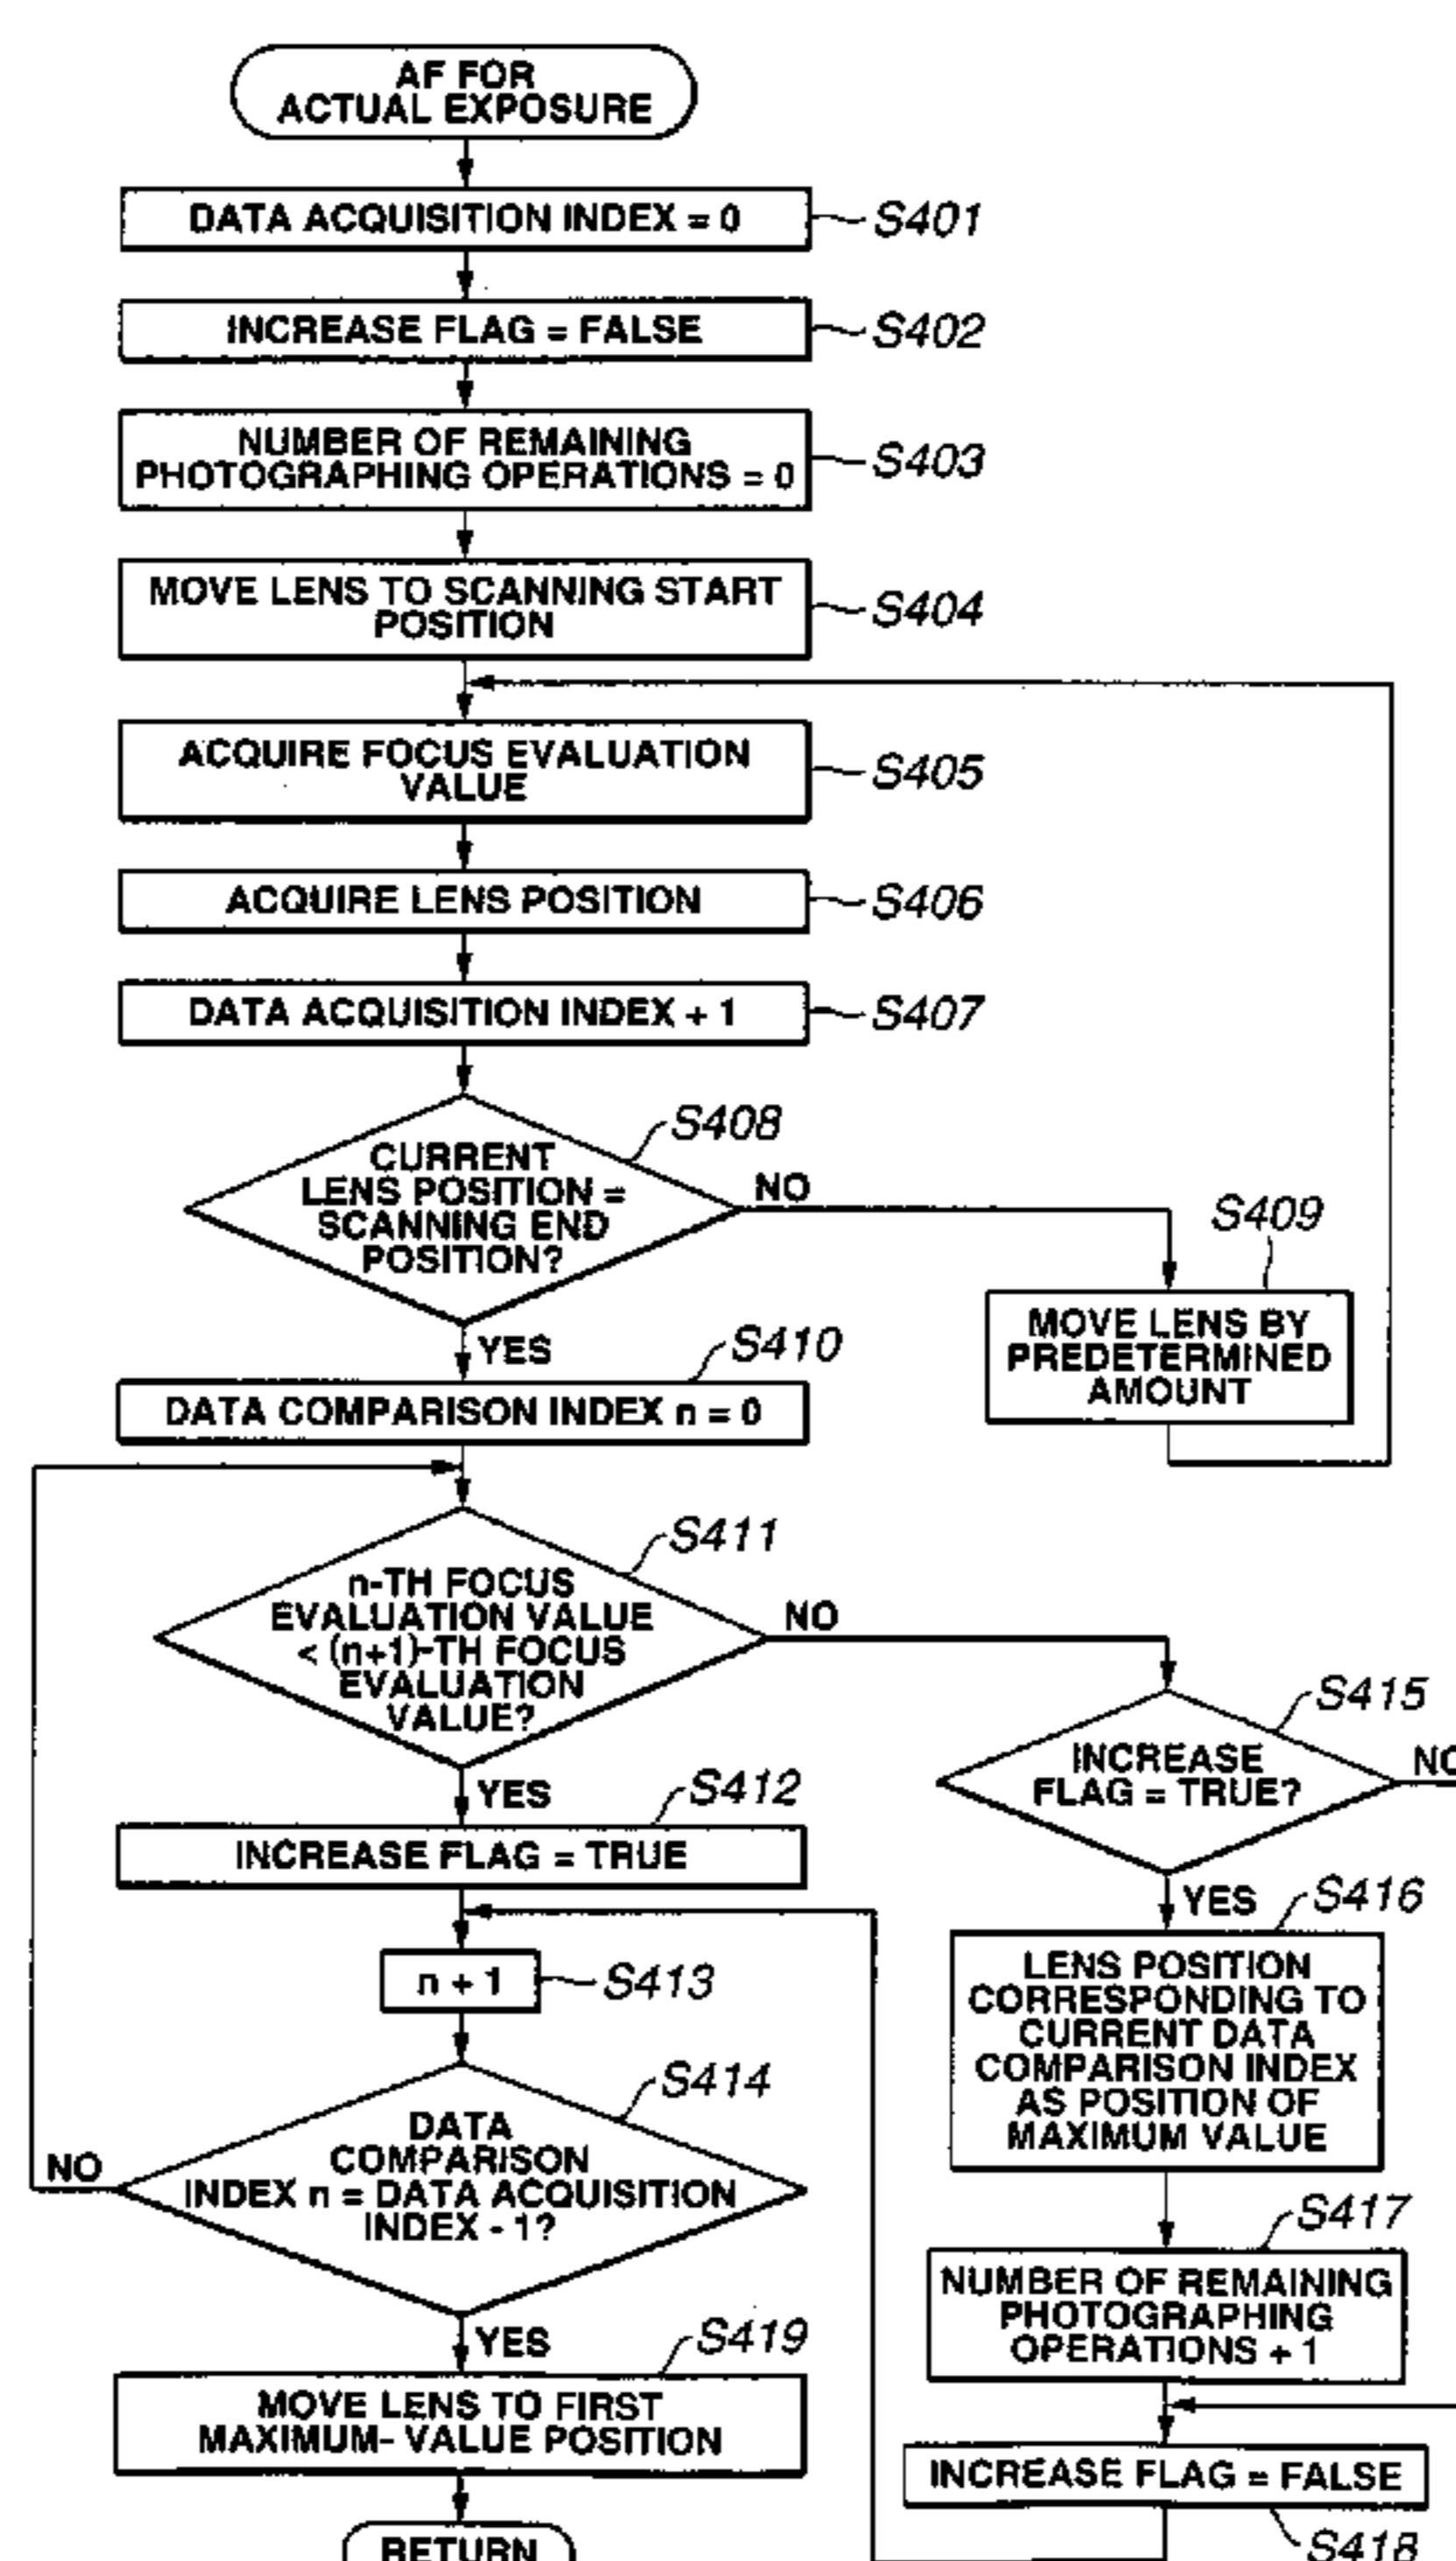 AF FOR
ACTUAL EXPOSURE
DATA ACQUISITION INDEX = 0
S401
INCREASE FLAG = FALSE
S402
NUMBER OF REMAINING
PHOTOGRAPHING OPERATIONS = 0
S403
MOVE LENS TO SCANNING START
POSITION
S404
ACQUIRE FOCUS EVALUATION
VALUE
S405
ACQUIRE LENS POSITION
S406
DATA ACQUISITION INDEX + 1
S407
S408
CURRENT
LENS POSITION =
SCANNING END
POSITION?
NO
YES
S409
MOVE LENS BY
PREDETERMINED
AMOUNT
S410
DATA COMPARISON INDEX n = 0
S411
n-TH FOCUS
EVALUATION VALUE
< (n+1)-TH FOCUS
EVALUATION
VALUE?
NO
YES
S412
INCREASE FLAG = TRUE
S413
n + 1
S414
DATA
COMPARISON
INDEX n = DATA ACQUISITION
INDEX - 1?
NO
YES
S415
INCREASE
FLAG = TRUE?
NO
YES
S416
LENS POSITION
CORRESPONDING TO
CURRENT DATA
COMPARISON INDEX
AS POSITION OF
MAXIMUM VALUE
S417
NUMBER OF REMAINING
PHOTOGRAPHING
OPERATIONS + 1
INCREASE FLAG = FALSE
S418
S419
MOVE LENS TO FIRST
MAXIMUM- VALUE POSITION
RETURN